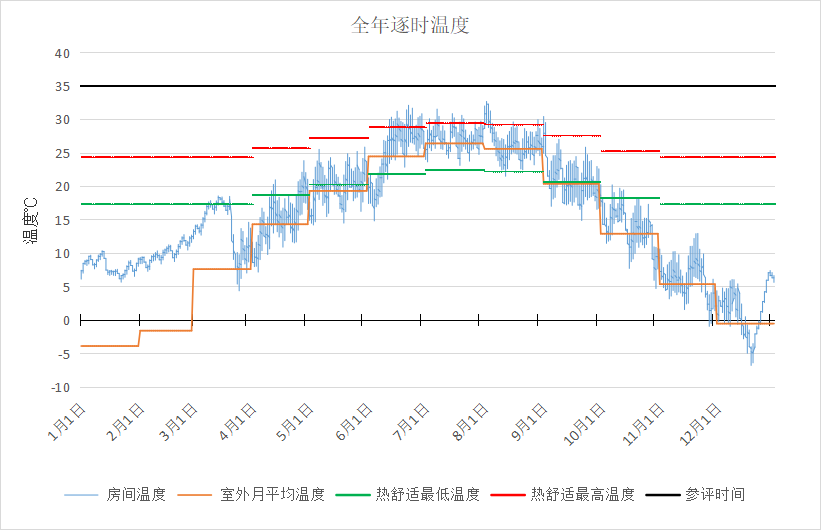 全年逐时温度
40
35
30
25
20
15
10
5
0
-5
-10
温度℃
1月1日
2月1日
3月1日
4月1日
5月1日
6月1日
7月1日
8月1日
9月1日
10月1日
11月1日
12月1日
房间温度 室外月平均温度 热舒适最低温度 热舒适最高温度 参评时间